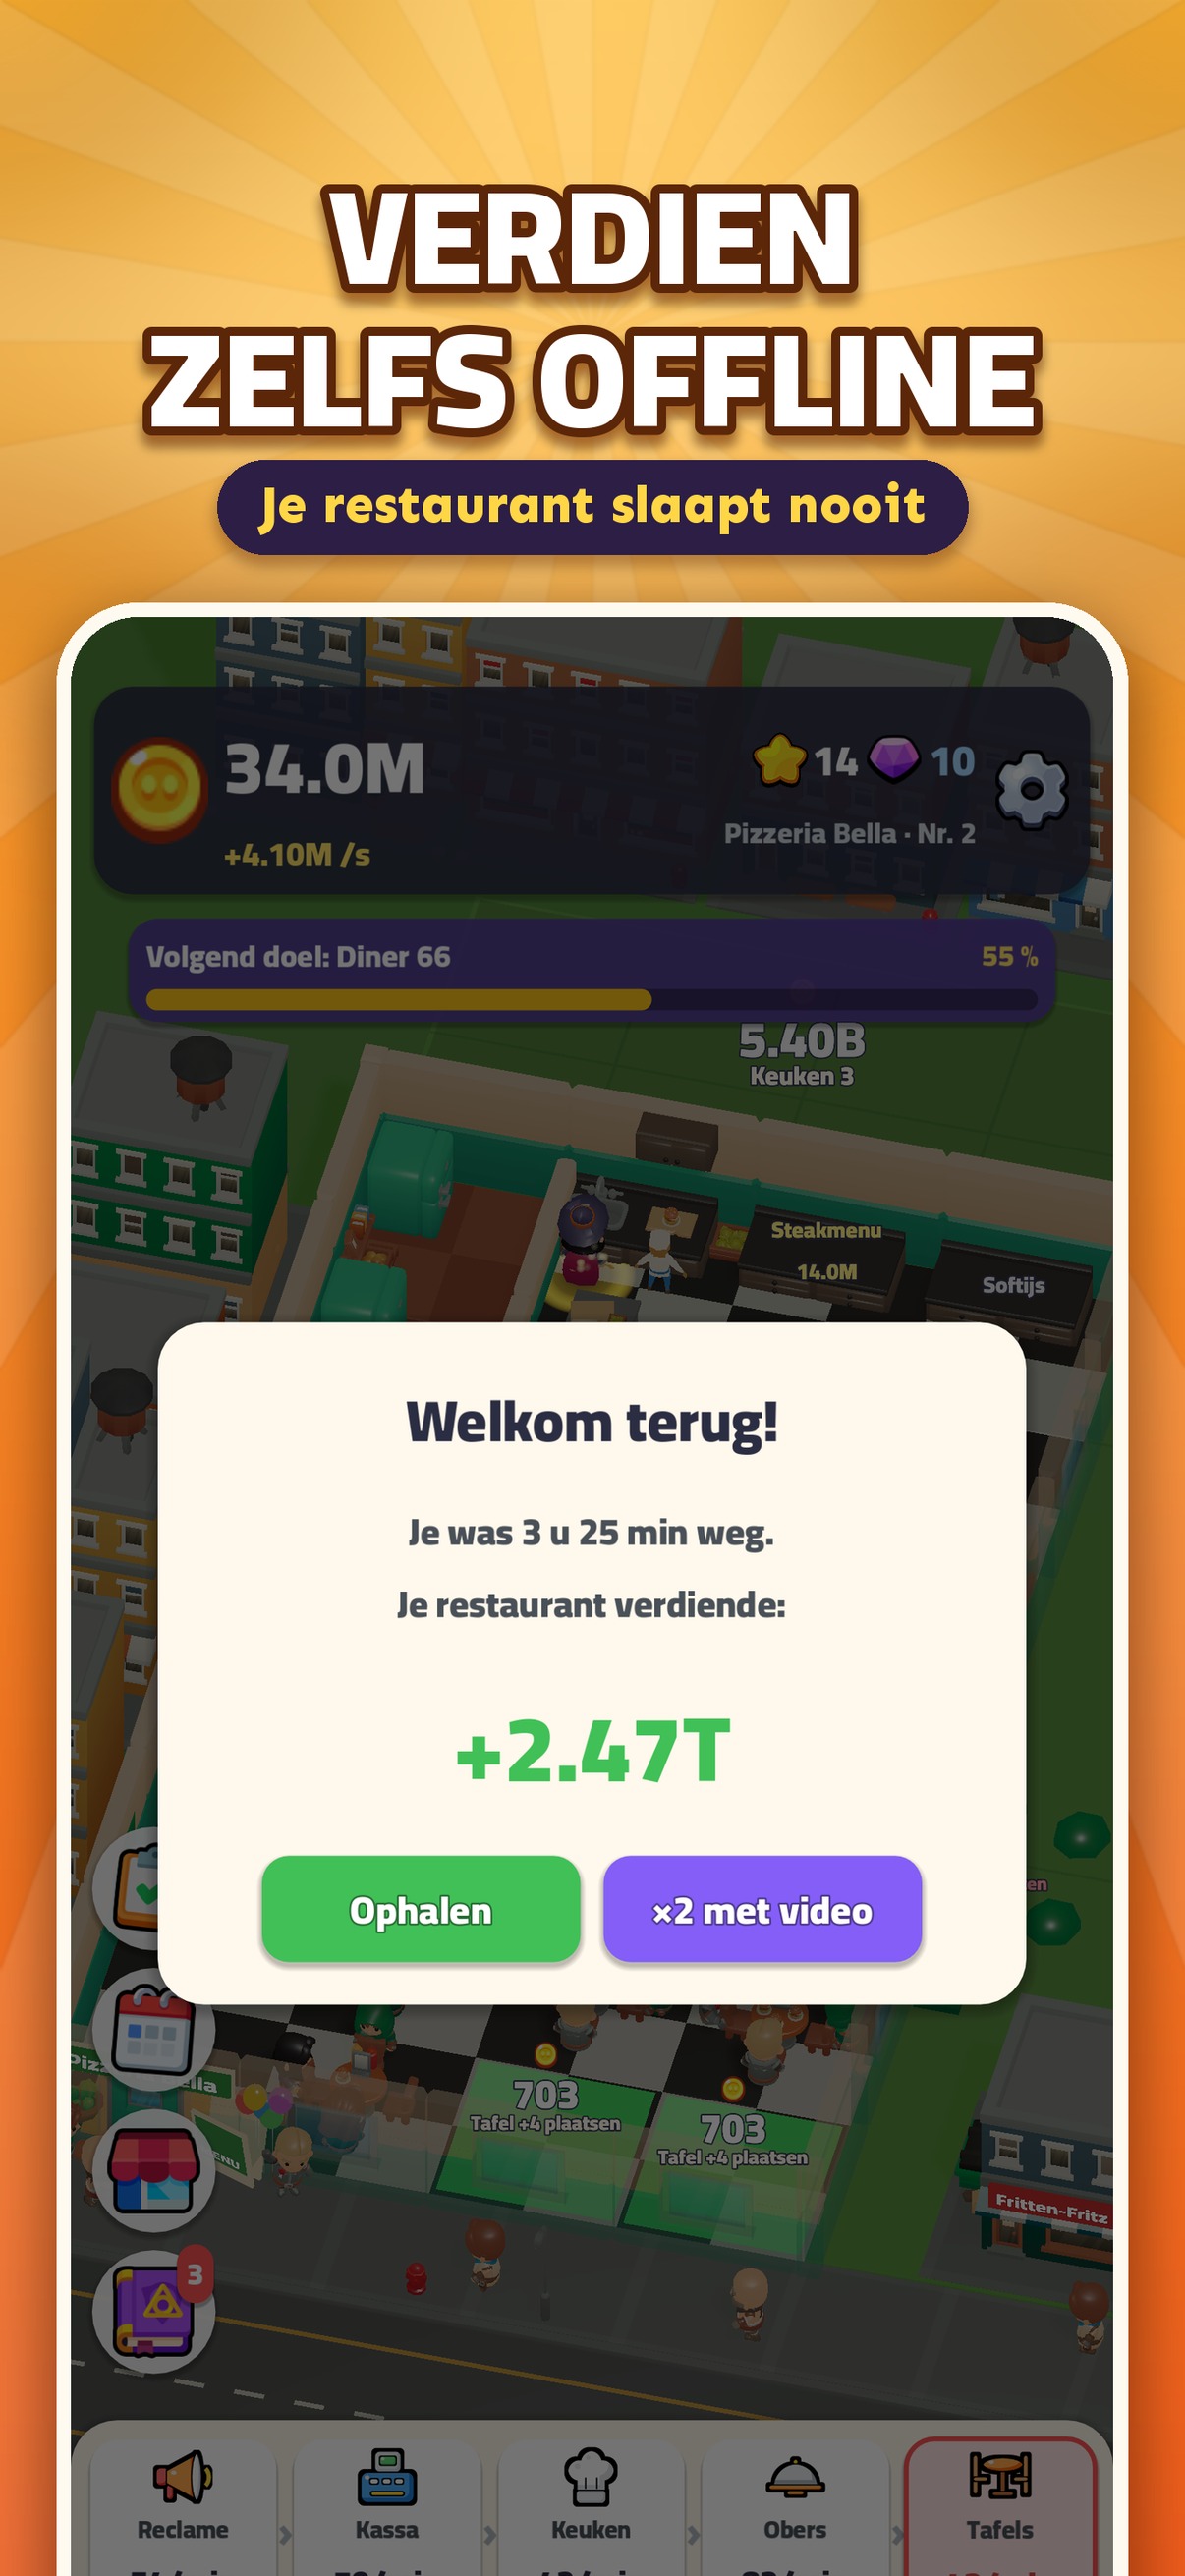 VERDIEN
ZELFS OFFLINE
Je restaurant slaapt nooit
34.0M
14
10
Pizzeria Bella · Nr. 2
+4.10M /s
Volgend doel: Diner 66
55 %
5.40B
Keuken 3
Steakmenu
14.0M
Softijs
Welkom terug!
Je was 3 u 25 min weg.
Je restaurant verdiende:
+2.47T
Ophalen
×2 met video
703
Tafel +4 plaatsen
703
Tafel +4 plaatsen
Fritten-Fritz
3
Reclame
Kassa
Keuken
Obers
Tafels